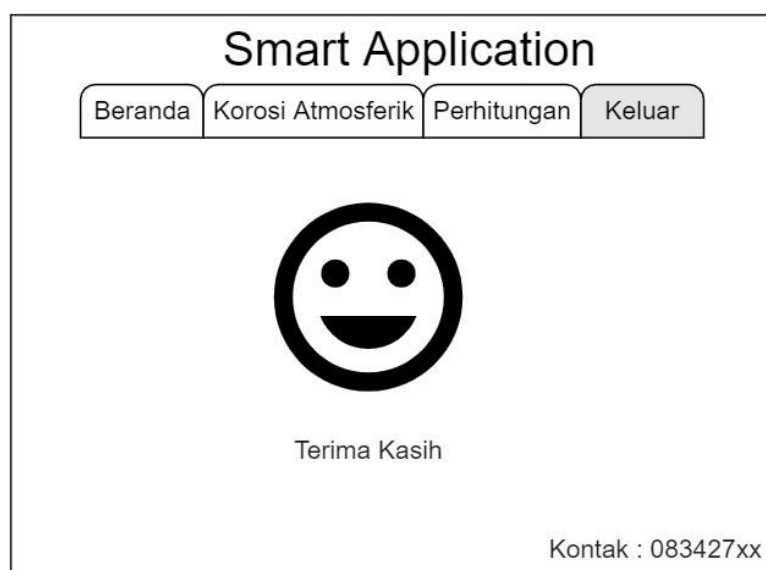 Smart Application
Beranda Korosi Atmosferik Perhitungan Keluar
Terima Kasih
Kontak : 083427xx